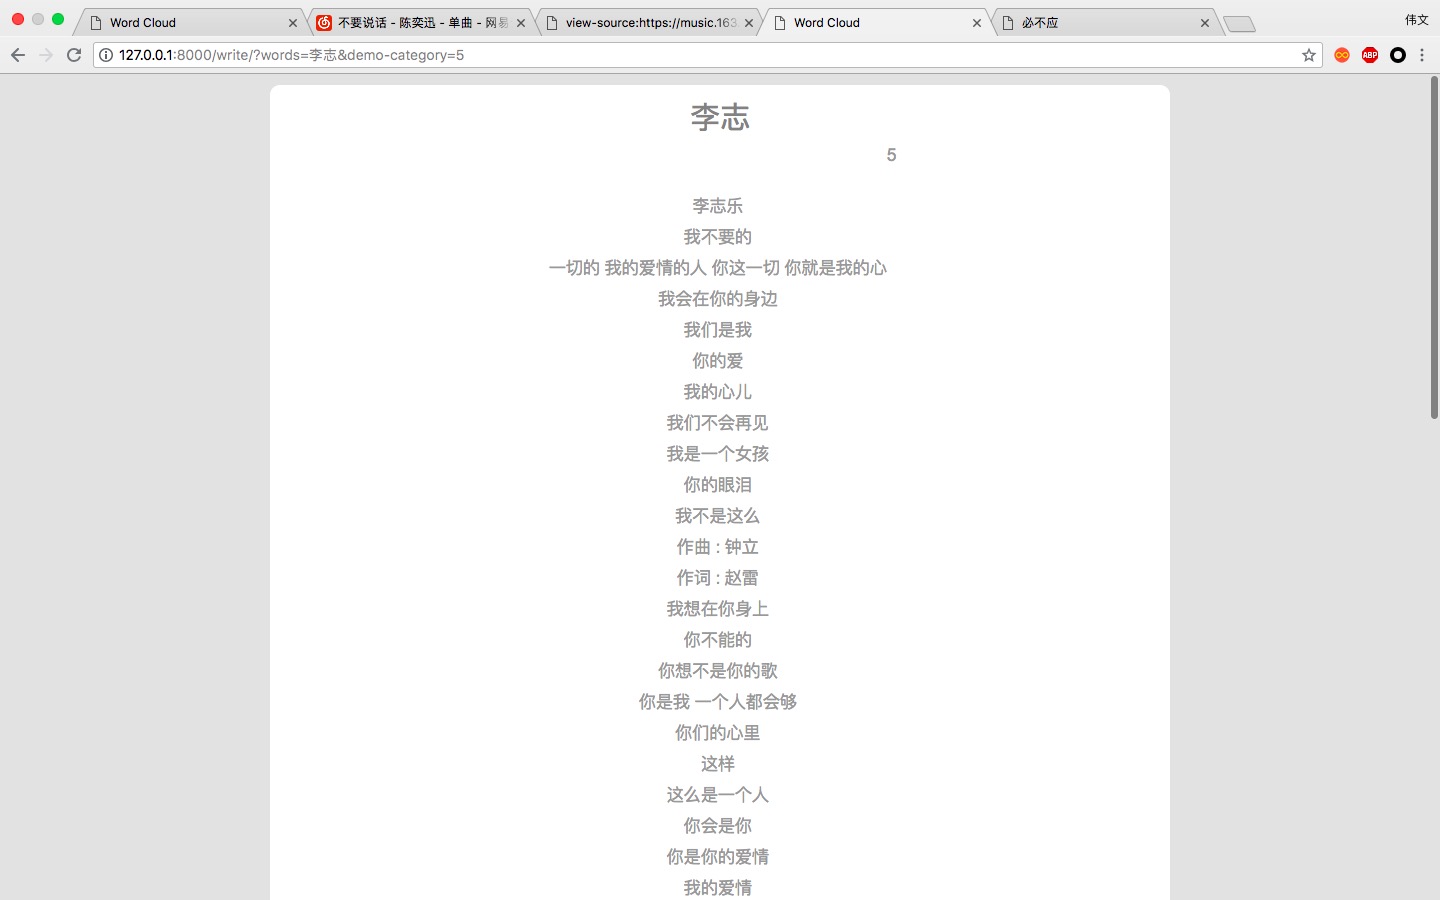 Word Cloud
不要说话 - 陈奕迅 - 单曲 - 网易
view-source:https://music.163.
Word Cloud
必不应
伟文
127.0.0.1:8000/write/?words=李志&demo-category=5
ABP
李志
5
李志乐
我不要的
一切的 我的爱情的人 你这一切 你就是我的心
我会在你的身边
我们是我
你的爱
我的心儿
我们不会再见
我是一个女孩
你的眼泪
我不是这么
作曲 : 钟立
作词 : 赵雷
我想在你身上
你不能的
你想不是你的歌
你是我 一个人都会够
你们的心里
这样
这么是一个人
你会是你
你是你的爱情
我的爱情